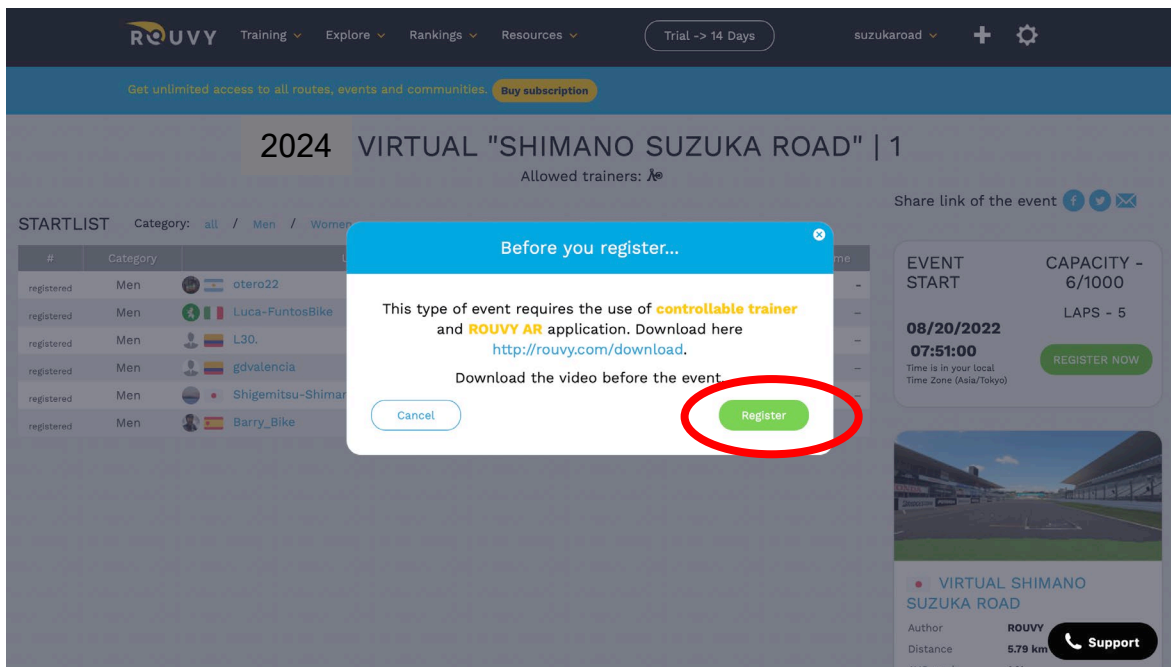 ROUVY Training Explore Rankings Resources Trial -> 14 Days suzukaroad
Get unlimited access to all routes, events and communities. Buy subscription
2024 VIRTUAL "SHIMANO SUZUKA ROAD" | 1
Allowed trainers:
Share link of the event
STARTLIST Category: all / Men / Women
# Category
registered Men otero22 -
registered Men Luca-FuntosBike -
registered Men L30. -
registered Men gdvalencia -
registered Men Shigemitsu-Shimar -
registered Men Barry_Bike
Before you register...
This type of event requires the use of controllable trainer
and ROUVY AR application. Download here
http://rouvy.com/download.
Download the video before the event.
Cancel Register
EVENT
START
08/20/2022
07:51:00
Time is in your local
Time Zone (Asia/Tokyo)
CAPACITY -
6/1000
LAPS - 5
REGISTER NOW
VIRTUAL SHIMANO
SUZUKA ROAD
Author ROUVY
Distance 5.79 km
Support